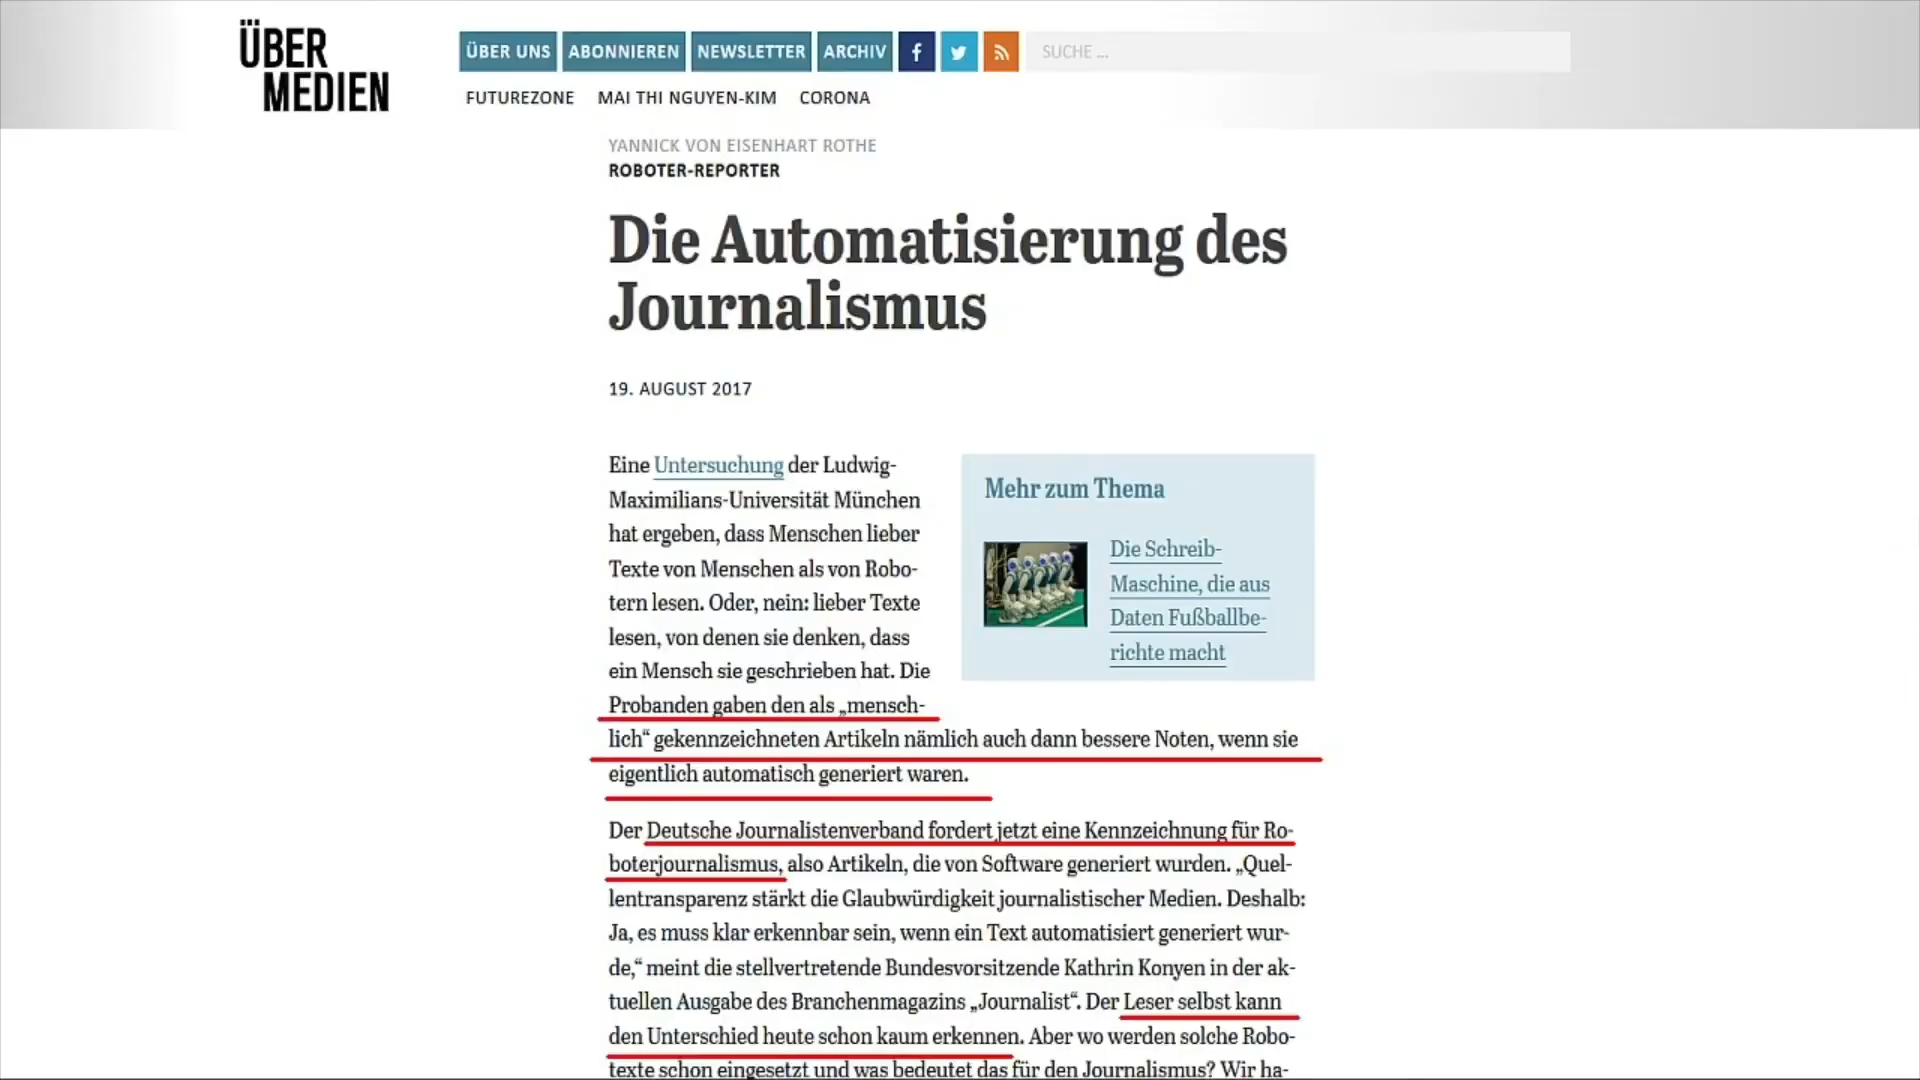 ÜBER
MEDIEN
ÜBER UNS ABONNIEREN NEWSLETTER ARCHIV f SUCHE ...
FUTUREZONE MAI THI NGUYEN-KIM CORONA
YANNICK VON EISENHART ROTHE
ROBOTER-REPORTER
Die Automatisierung des
Journalismus
19. AUGUST 2017
Eine Untersuchung der Ludwig-
Maximilians-Universität München
hat ergeben, dass Menschen lieber
Texte von Menschen als von Robo-
tern lesen. Oder, nein: lieber Texte
lesen, von denen sie denken, dass
ein Mensch sie geschrieben hat. Die
Probanden gaben den als „mensch-
lich“ gekennzeichneten Artikeln nämlich auch dann bessere Noten, wenn sie
eigentlich automatisch generiert waren.
Mehr zum Thema
Die Schreib-
Maschine, die aus
Daten Fußballbe-
richte macht
Der Deutsche Journalistenverband fordert jetzt eine Kennzeichnung für Ro-
boterjournalismus, also Artikeln, die von Software generiert wurden. „Quel-
lentransparenz stärkt die Glaubwürdigkeit journalistischer Medien. Deshalb:
Ja, es muss klar erkennbar sein, wenn ein Text automatisiert generiert wur-
de,“ meint die stellvertretende Bundesvorsitzende Kathrin Konyen in der ak-
tuellen Ausgabe des Branchenmagazins „Journalist“. Der Leser selbst kann
den Unterschied heute schon kaum erkennen. Aber wo werden solche Robo-
texte schon eingesetzt und was bedeutet das für den Journalismus? Wir ha-